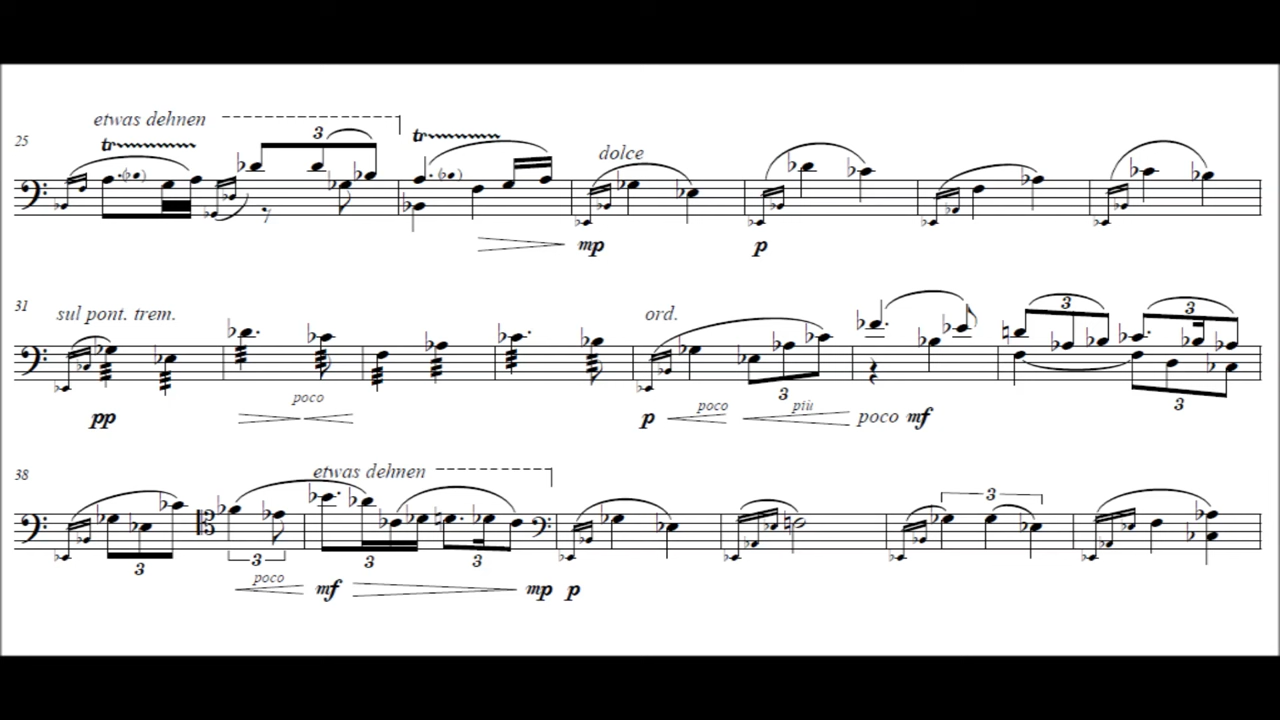 etwas dehnen
25 tr 3 tr
dolce
mp p
31 sul pont. trem. ord. 3 3
pp poco p poco più poco mf
3 3
38 etwas dehnen 3
3 3 3 3
poco mf mp p